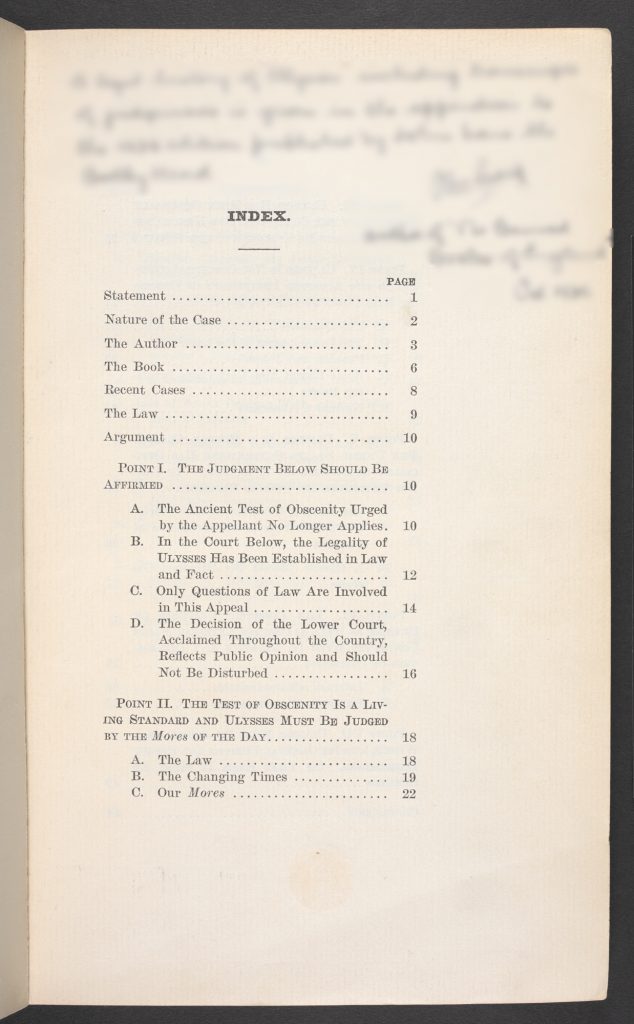 INDEX.
PAGE
Statement ................................ 1
Nature of the Case ........................ 2
The Author .............................. 3
The Book ................................ 6
Recent Cases ............................. 8
The Law ................................. 9
Argument ................................ 10
Point I. The Judgment Below Should Be
Affirmed ................................ 10
A. The Ancient Test of Obscenity Urged
by the Appellant No Longer Applies. 10
B. In the Court Below, the Legality of
Ulysses Has Been Established in Law
and Fact ......................... 12
C. Only Questions of Law Are Involved
in This Appeal .................... 14
D. The Decision of the Lower Court,
Acclaimed Throughout the Country,
Reflects Public Opinion and Should
Not Be Disturbed ................. 16
Point II. The Test of Obscenity Is a Liv-
ing Standard and Ulysses Must Be Judged
by the Mores of the Day.................. 18
A. The Law ......................... 18
B. The Changing Times .............. 19
C. Our Mores ....................... 22